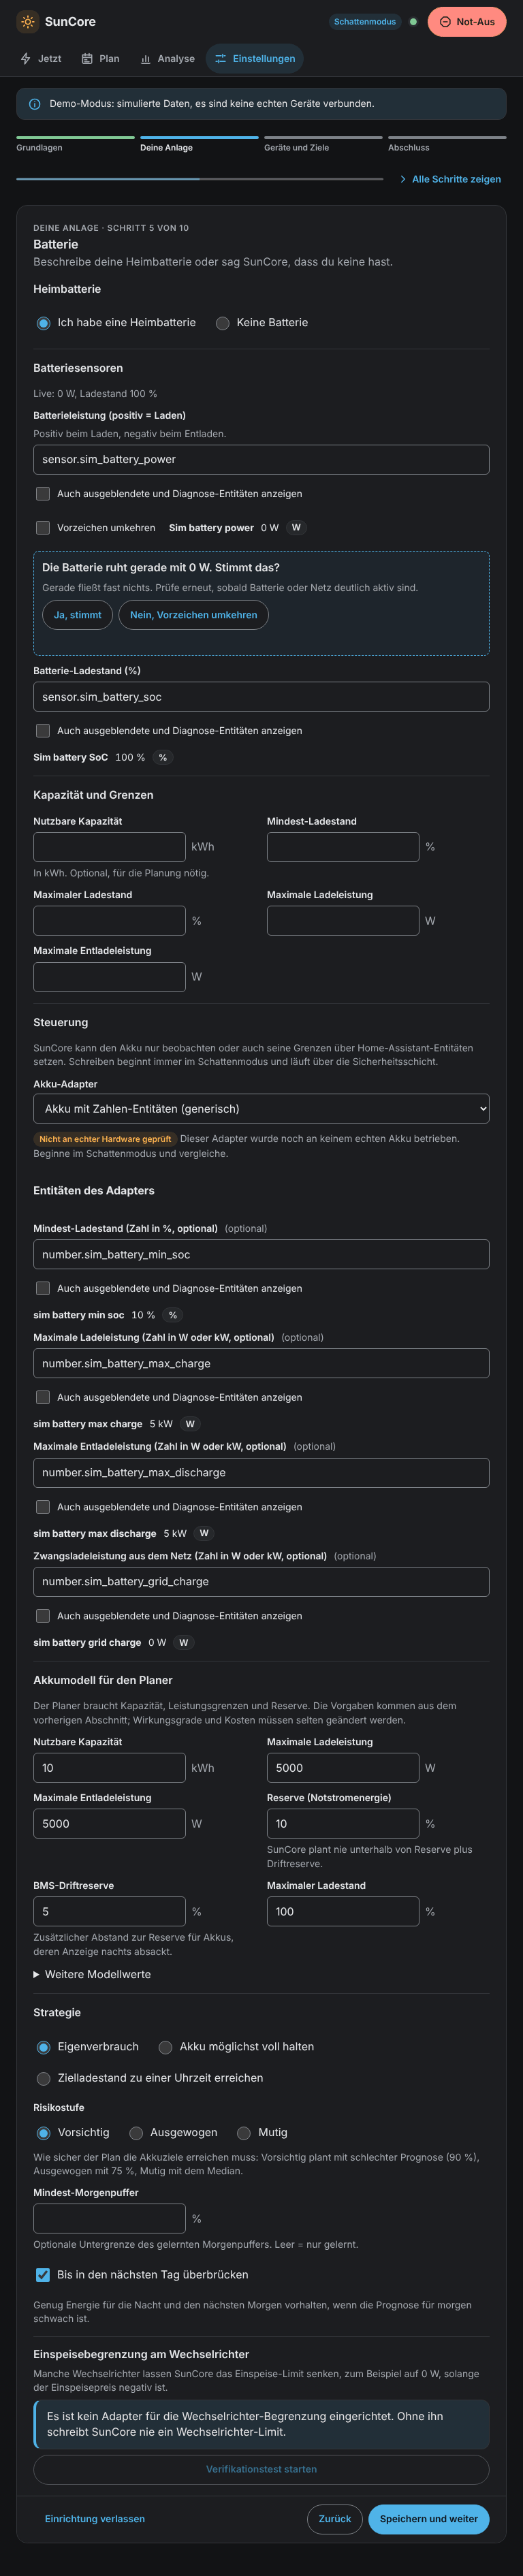 SunCore
Schattenmodus
Not-Aus
Jetzt
Plan
Analyse
Einstellungen
Demo-Modus: simulierte Daten, es sind keine echten Geräte verbunden.
Grundlagen
Deine Anlage
Geräte und Ziele
Abschluss
Alle Schritte zeigen
DEINE ANLAGE · SCHRITT 5 VON 10
Batterie
Beschreibe deine Heimbatterie oder sag SunCore, dass du keine hast.
Heimbatterie
Ich habe eine Heimbatterie
Keine Batterie
Batteriesensoren
Live: 0 W, Ladestand 100 %
Batterieleistung (positiv = Laden)
Positiv beim Laden, negativ beim Entladen.
sensor.sim_battery_power
Auch ausgeblendete und Diagnose-Entitäten anzeigen
Vorzeichen umkehren Sim battery power 0 W W
Die Batterie ruht gerade mit 0 W. Stimmt das?
Gerade fließt fast nichts. Prüfe erneut, sobald Batterie oder Netz deutlich aktiv sind.
Ja, stimmt
Nein, Vorzeichen umkehren
Batterie-Ladestand (%)
sensor.sim_battery_soc
Auch ausgeblendete und Diagnose-Entitäten anzeigen
Sim battery SoC 100 % %
Kapazität und Grenzen
Nutzbare Kapazität
kWh
In kWh. Optional, für die Planung nötig.
Mindest-Ladestand
%
Maximaler Ladestand
%
Maximale Ladeleistung
W
Maximale Entladeleistung
W
Steuerung
SunCore kann den Akku nur beobachten oder auch seine Grenzen über Home-Assistant-Entitäten
setzen. Schreiben beginnt immer im Schattenmodus und läuft über die Sicherheitsschicht.
Akku-Adapter
Akku mit Zahlen-Entitäten (generisch)
Nicht an echter Hardware geprüft Dieser Adapter wurde noch an keinem echten Akku betrieben.
Beginne im Schattenmodus und vergleiche.
Entitäten des Adapters
Mindest-Ladestand (Zahl in %, optional) (optional)
number.sim_battery_min_soc
Auch ausgeblendete und Diagnose-Entitäten anzeigen
sim battery min soc 10 % %
Maximale Ladeleistung (Zahl in W oder kW, optional) (optional)
number.sim_battery_max_charge
Auch ausgeblendete und Diagnose-Entitäten anzeigen
sim battery max charge 5 kW W
Maximale Entladeleistung (Zahl in W oder kW, optional) (optional)
number.sim_battery_max_discharge
Auch ausgeblendete und Diagnose-Entitäten anzeigen
sim battery max discharge 5 kW W
Zwangsladeleistung aus dem Netz (Zahl in W oder kW, optional) (optional)
number.sim_battery_grid_charge
Auch ausgeblendete und Diagnose-Entitäten anzeigen
sim battery grid charge 0 W W
Akkumodell für den Planer
Der Planer braucht Kapazität, Leistungsgrenzen und Reserve. Die Vorgaben kommen aus dem
vorherigen Abschnitt; Wirkungsgrade und Kosten müssen selten geändert werden.
Nutzbare Kapazität
10 kWh
Maximale Ladeleistung
5000 W
Maximale Entladeleistung
5000 W
Reserve (Notstromenergie)
10 %
SunCore plant nie unterhalb von Reserve plus
Driftreserve.
BMS-Driftreserve
5 %
Zusätzlicher Abstand zur Reserve für Akkus,
deren Anzeige nachts absackt.
Maximaler Ladestand
100 %
Weitere Modellwerte
Strategie
Eigenverbrauch
Akku möglichst voll halten
Zielladestand zu einer Uhrzeit erreichen
Risikostufe
Vorsichtig
Ausgewogen
Mutig
Wie sicher der Plan die Akkuziele erreichen muss: Vorsichtig plant mit schlechter Prognose (90 %),
Ausgewogen mit 75 %, Mutig mit dem Median.
Mindest-Morgenpuffer
%
Optionale Untergrenze des gelernten Morgenpuffers. Leer = nur gelernt.
Bis in den nächsten Tag überbrücken
Genug Energie für die Nacht und den nächsten Morgen vorhalten, wenn die Prognose für morgen
schwach ist.
Einspeisebegrenzung am Wechselrichter
Manche Wechselrichter lassen SunCore das Einspeise-Limit senken, zum Beispiel auf 0 W, solange
der Einspeisepreis negativ ist.
Es ist kein Adapter für die Wechselrichter-Begrenzung eingerichtet. Ohne ihn
schreibt SunCore nie ein Wechselrichter-Limit.
Verifikationstest starten
Einrichtung verlassen
Zurück
Speichern und weiter